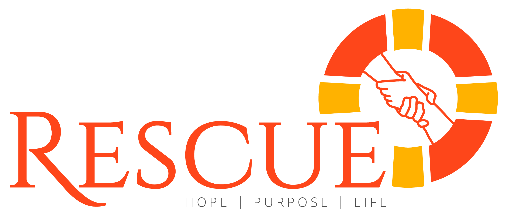 RESCUE
HOPE | PURPOSE | LIFE